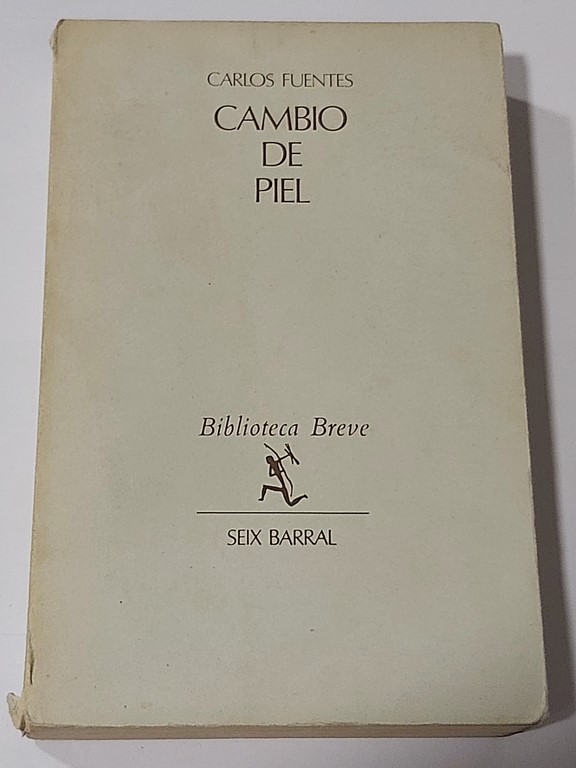 CARLOS FUENTES
CAMBIO
DE
PIEL
Biblioteca Breve
SEIX BARRAL